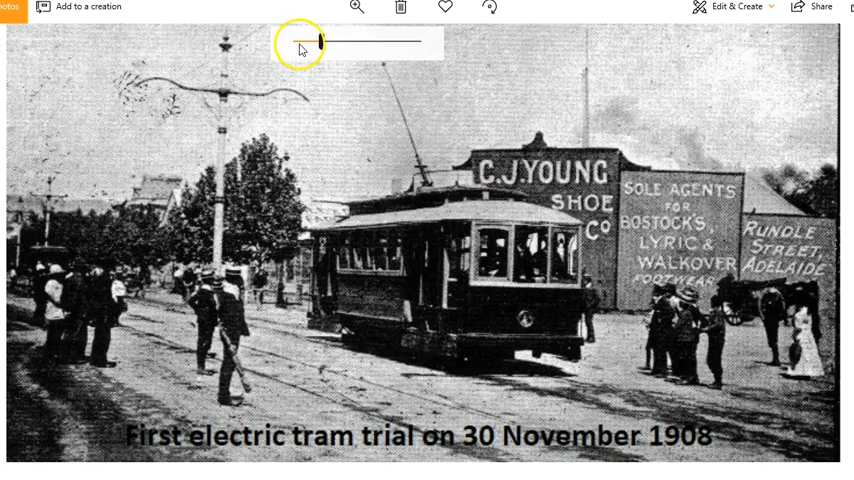 hotos
Add to a creation
Edit & Create
Share
C.J.YOUNG
SHOE
Co
SOLE AGENTS
FOR
BOSTOCK'S,
LYRIC &
WALKOVER
FOOTWEAR
RUNDLE
STREET,
ADELAIDE
First electric tram trial on 30 November 1908